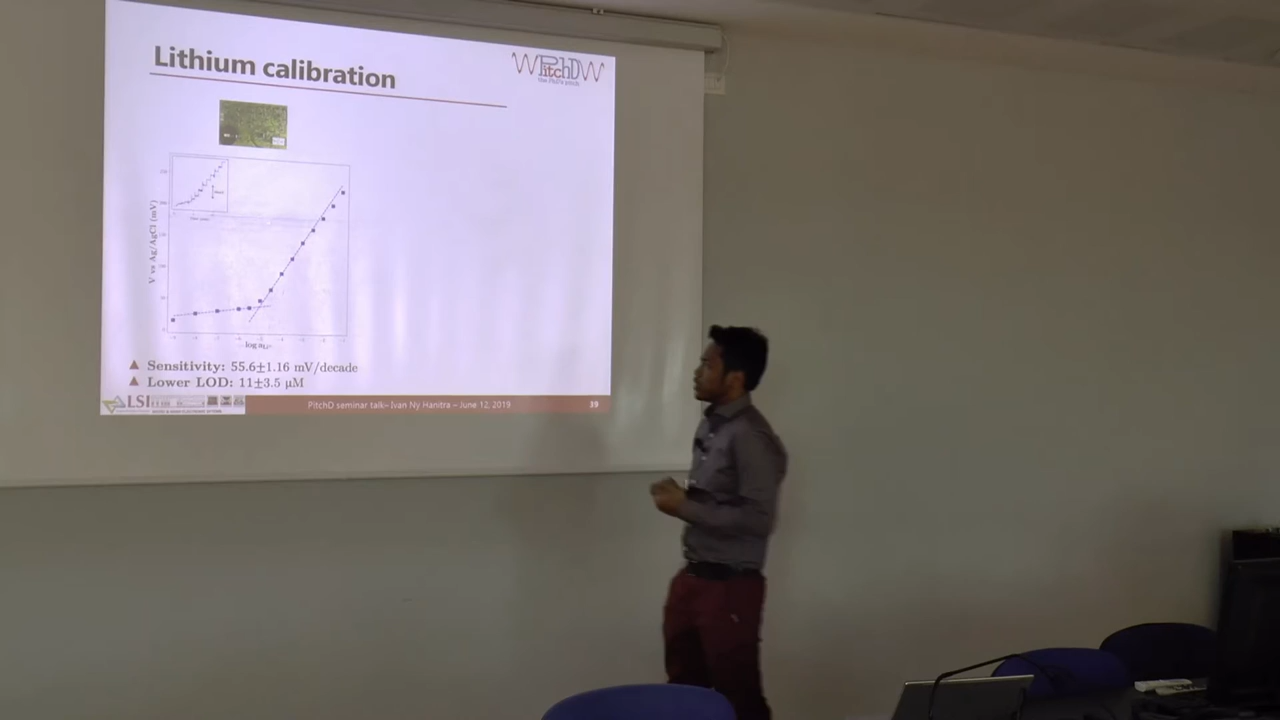 Lithium calibration
PitchD
V vs Ag/AgCl (mV)
log aLi+
▲ Sensitivity: 55.6±1.16 mV/decade
▲ Lower LOD: 11±3.5 µM
LSI
PitchD seminar talk– Ivan Ny Hanitra – June 12, 2019
39